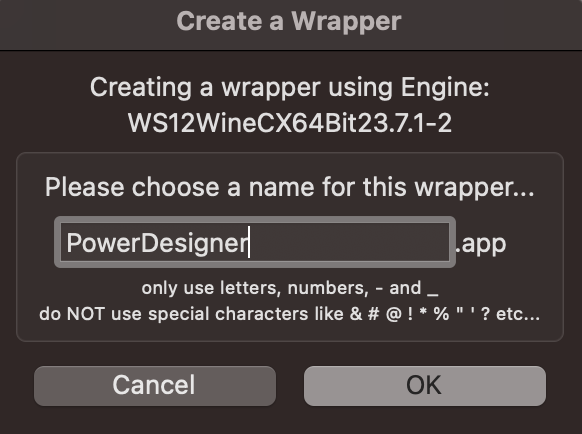 Create a Wrapper
Creating a wrapper using Engine:
WS12WineCX64Bit23.7.1-2
Please choose a name for this wrapper...
PowerDesigner .app
only use letters, numbers, - and _
do NOT use special characters like & # @ ! * % " ' ? etc...
Cancel OK